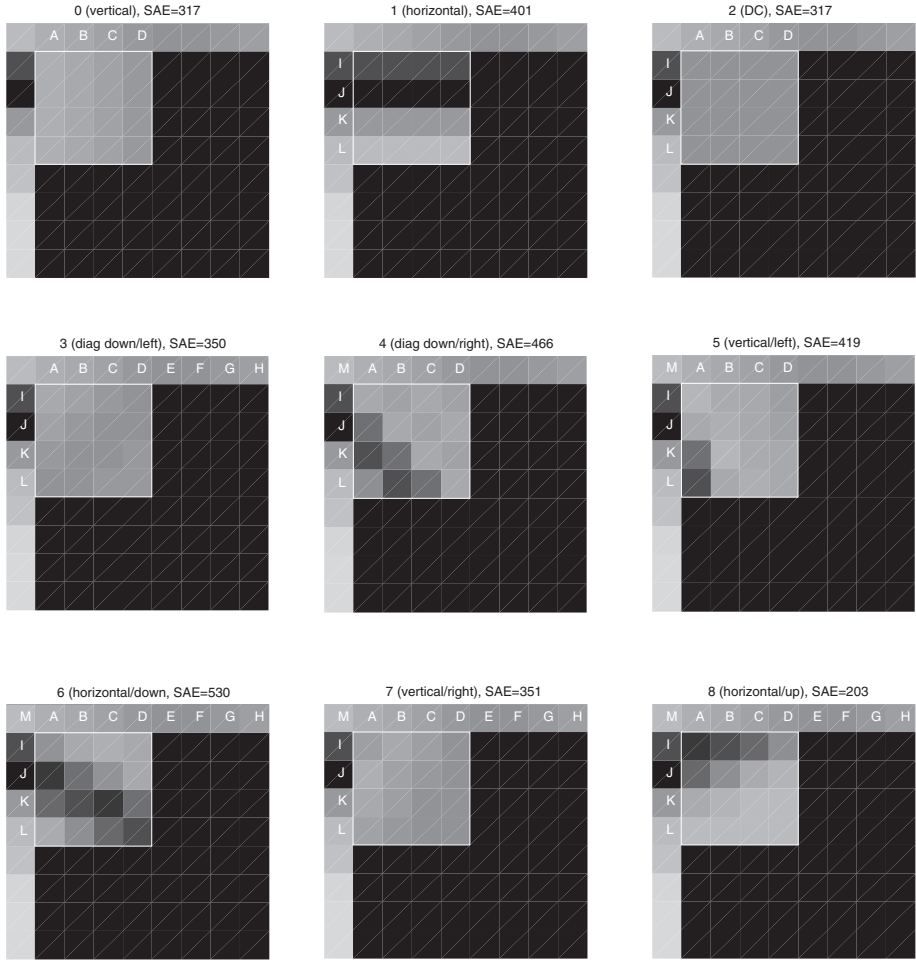 0 (vertical), SAE=317
A B C D
1 (horizontal), SAE=401
I
J
K
L
2 (DC), SAE=317
A B C D
I
J
K
L
3 (diag down/left), SAE=350
A B C D E F G H
I
J
K
L
4 (diag down/right), SAE=466
M A B C D
I
J
K
L
5 (vertical/left), SAE=419
M A B C D
I
J
K
L
6 (horizontal/down, SAE=530
M A B C D E F G H
I
J
K
L
7 (vertical/right), SAE=351
M A B C D E F G H
I
J
K
L
8 (horizontal/up), SAE=203
M A B C D E F G H
I
J
K
L